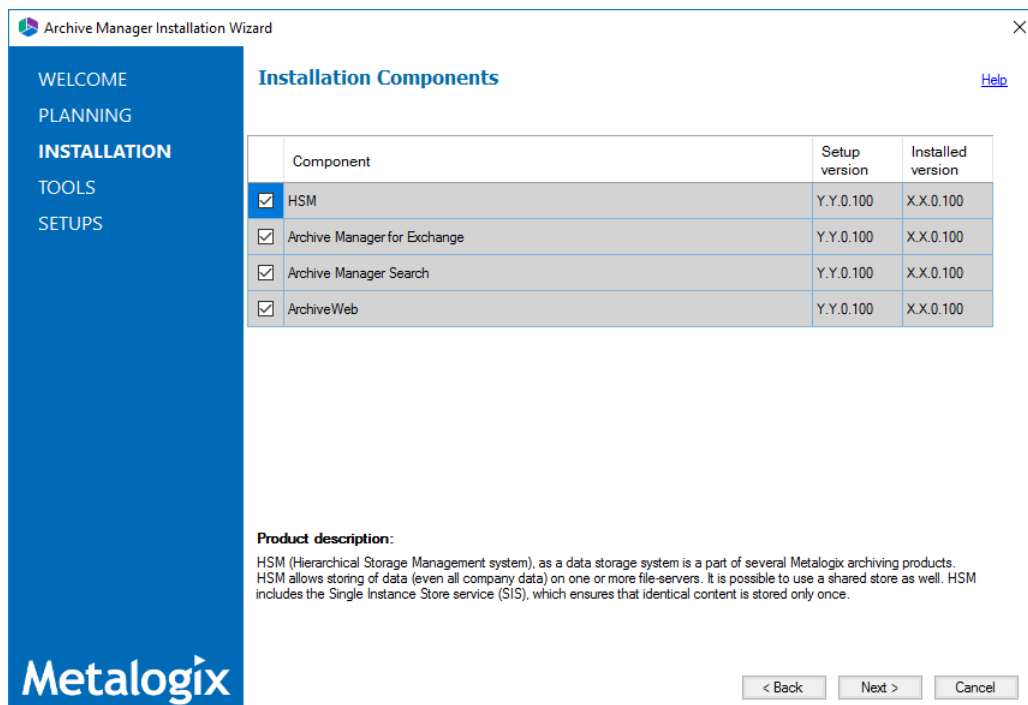 Archive Manager Installation Wizard
WELCOME
PLANNING
INSTALLATION
TOOLS
SETUPS
Installation Components
Help
Component Setup version Installed version
HSM Y.Y.0.100 X.X.0.100
Archive Manager for Exchange Y.Y.0.100 X.X.0.100
Archive Manager Search Y.Y.0.100 X.X.0.100
ArchiveWeb Y.Y.0.100 X.X.0.100
Product description:
HSM (Hierarchical Storage Management system), as a data storage system is a part of several Metalogix archiving products.
HSM allows storing of data (even all company data) on one or more file-servers. It is possible to use a shared store as well. HSM
includes the Single Instance Store service (SIS), which ensures that identical content is stored only once.
Metalogix
< Back Next > Cancel